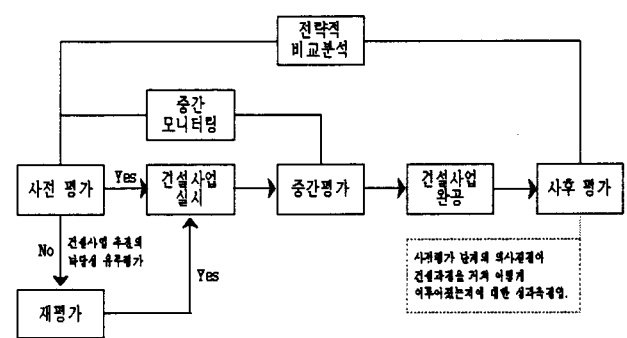 전략적
비교분석
중간
모니터링
사전 평가
Yes
건설사업
실시
중간평가
건설사업
완공
사후 평가
No
건설사업 추진의
타당성 유무평가
Yes
재평가
사전평가 단계의 의사결정이
건설과정을 거쳐 어떻게
이루어졌는지에 대한 성과측정임.